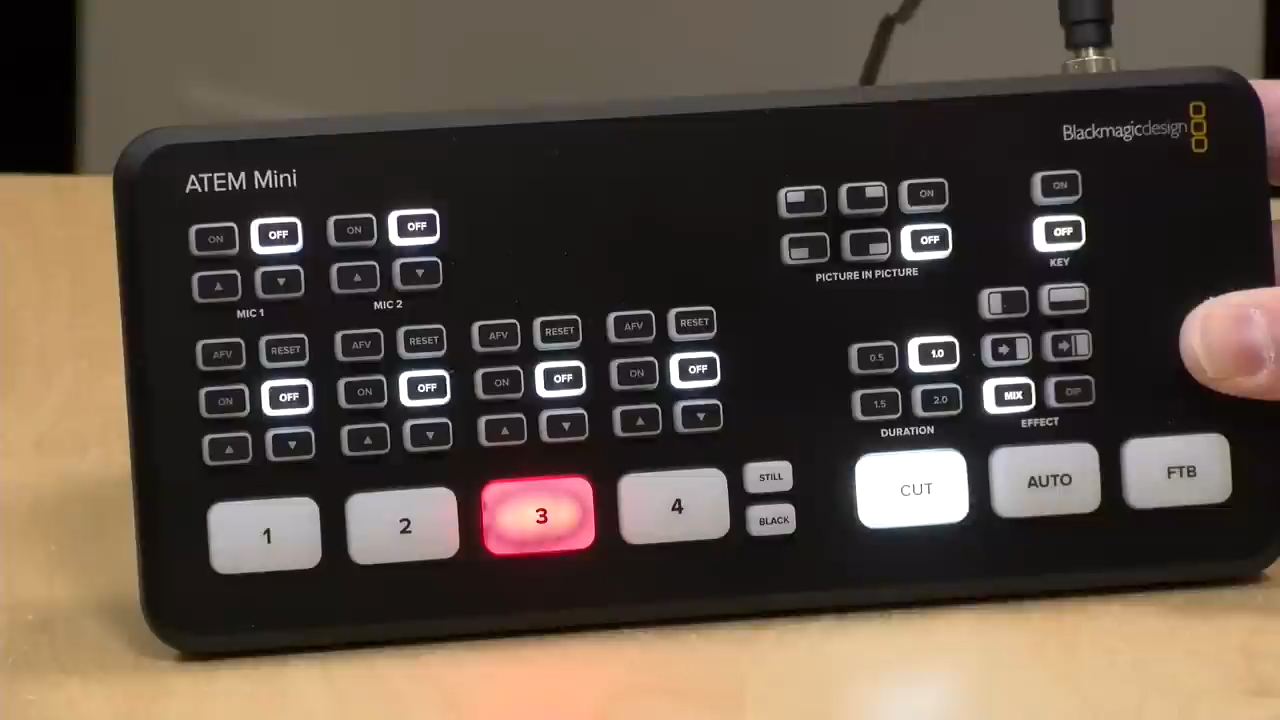 Blackmagicdesign
ATEM Mini
ON OFF ON OFF
▲ ▼ ▲ ▼
MIC 1 MIC 2
ON ON
OFF OFF
PICTURE IN PICTURE KEY
AFV RESET AFV RESET AFV RESET AFV RESET
ON OFF ON OFF ON OFF ON OFF
▲ ▼ ▲ ▼ ▲ ▼ ▲ ▼
0.5 1.0
1.5 2.0 MIX DIP
DURATION EFFECT
1 2 3 4 STILL
BLACK
CUT AUTO FTB